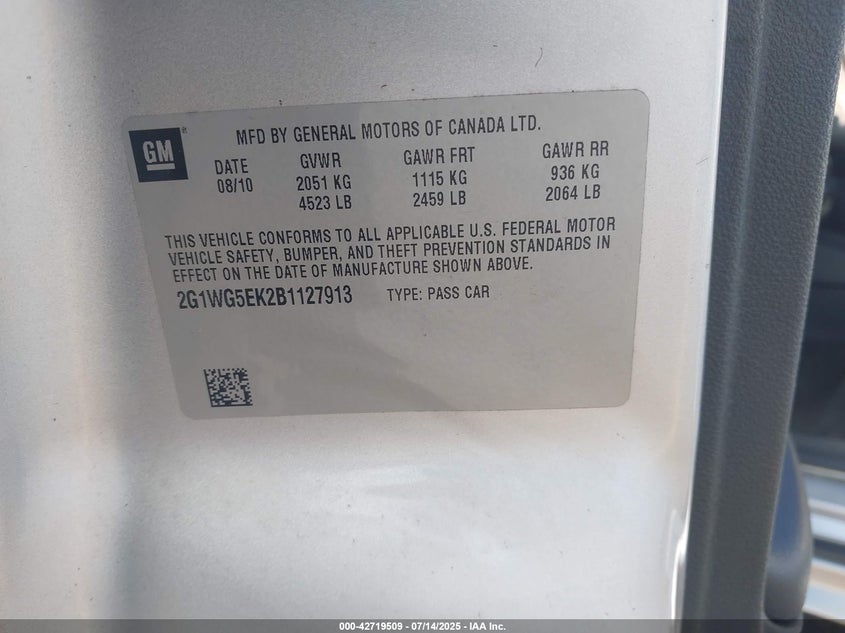 GM
MFD BY GENERAL MOTORS OF CANADA LTD.
DATE GVWR GAWR FRT GAWR RR
08/10 2051 KG 1115 KG 936 KG
4523 LB 2459 LB 2064 LB
THIS VEHICLE CONFORMS TO ALL APPLICABLE U.S. FEDERAL MOTOR
VEHICLE SAFETY, BUMPER, AND THEFT PREVENTION STANDARDS IN
EFFECT ON THE DATE OF MANUFACTURE SHOWN ABOVE.
2G1WG5EK2B1127913 TYPE: PASS CAR
000-42719509 - 07/14/2025 - IAA Inc.